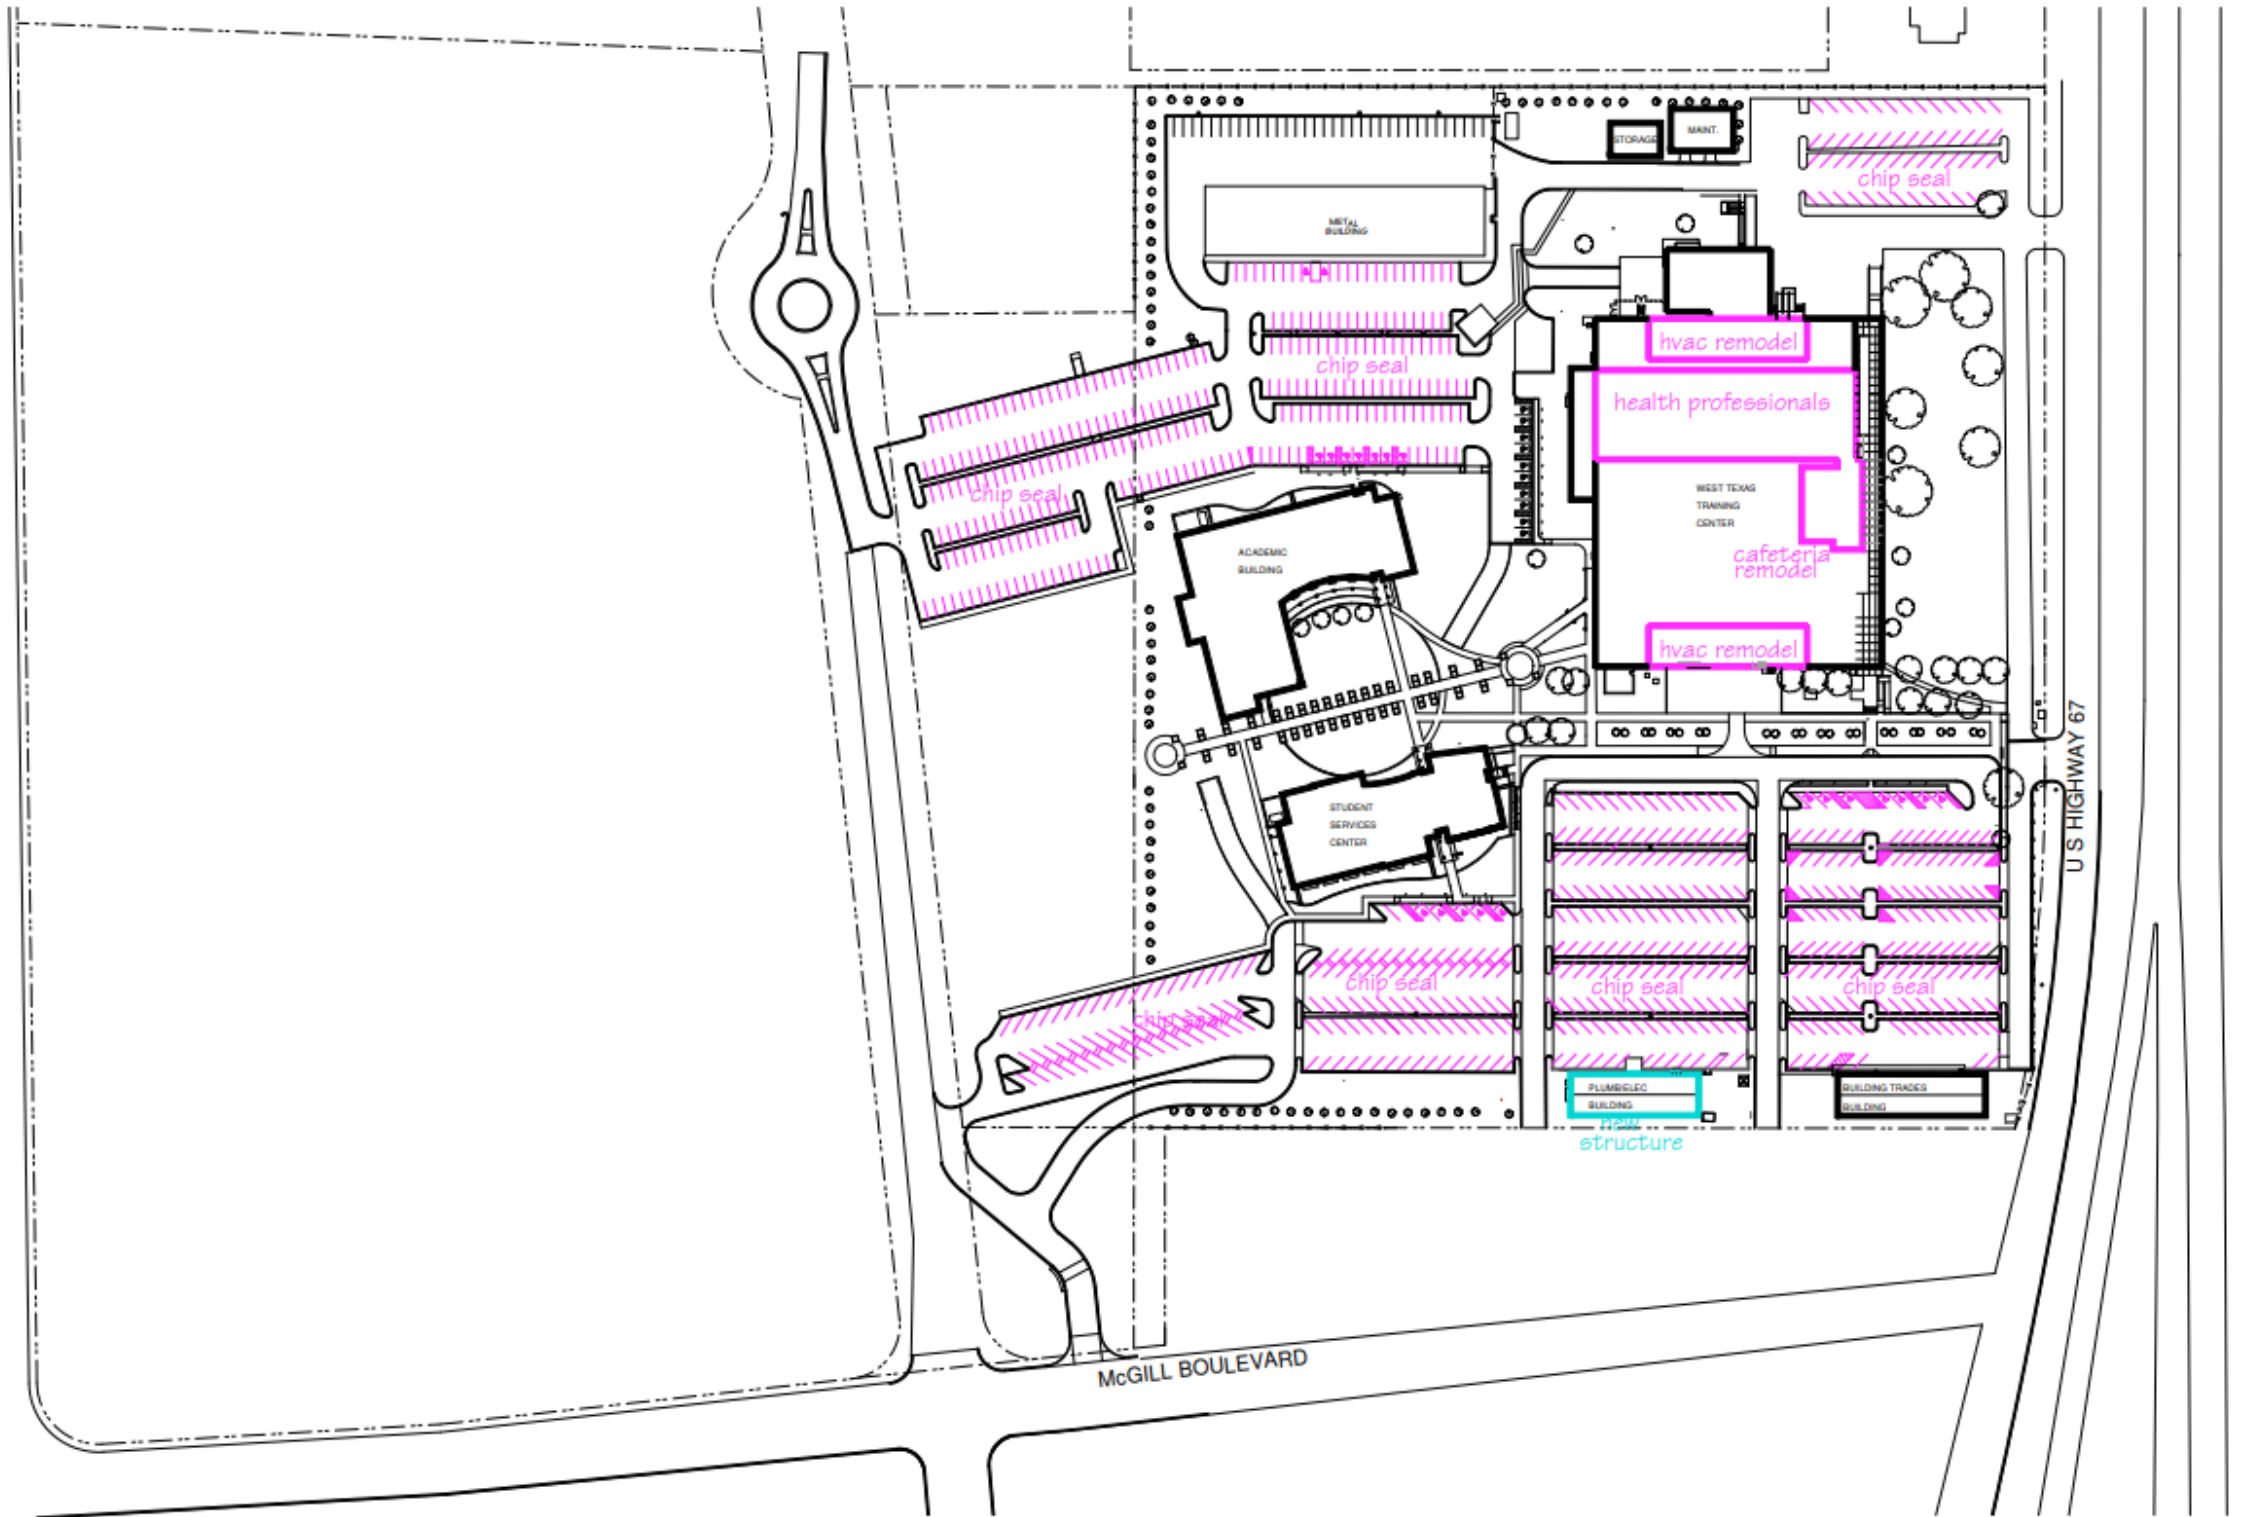 STORAGE
MAINT.
chip seal
METAL
BUILDING
hvac remodel
chip seal
health professionals
chip seal
WEST TEXAS
TRAINING
CENTER
cafeteria
remodel
ACADEMIC
BUILDING
hvac remodel
U S HIGHWAY 67
STUDENT
SERVICES
CENTER
chip seal
chip seal
chip seal
chip seal
PLUMB/ELEC
BUILDING
new
structure
BUILDING TRADES
BUILDING
McGILL BOULEVARD